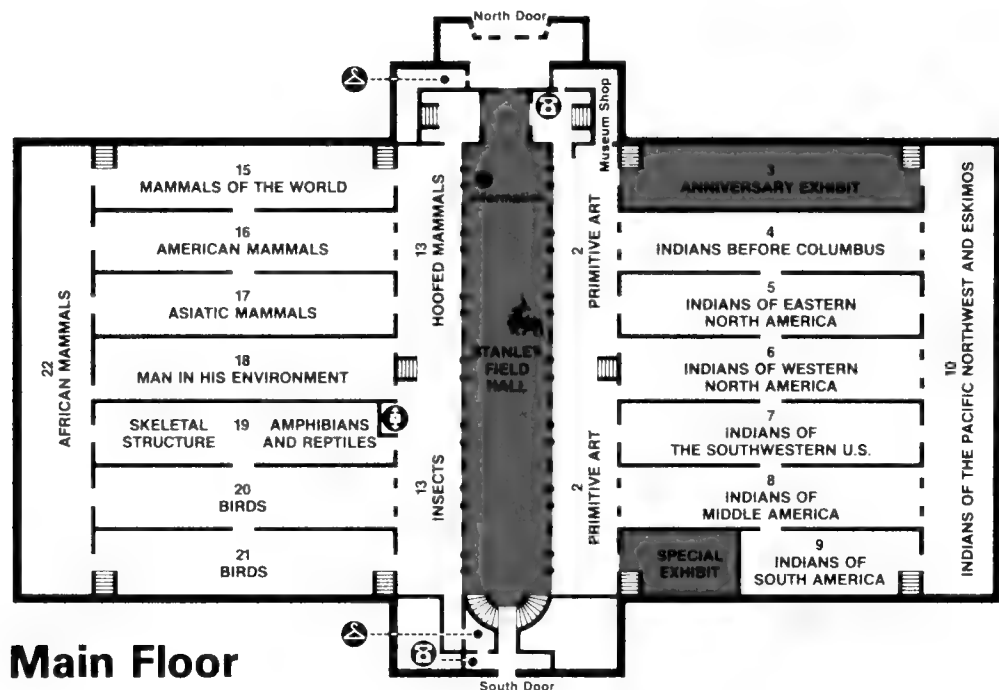 North Door
Museum Shop
15
MAMMALS OF THE WORLD
16
AMERICAN MAMMALS
17
ASIATIC MAMMALS
18
MAN IN HIS ENVIRONMENT
SKELETAL
STRUCTURE
19
AMPHIBIANS
AND REPTILES
20
BIRDS
21
BIRDS
22
AFRICAN MAMMALS
13
HOOFED MAMMALS
13
INSECTS
Information
STANLEY
FIELD
HALL
2
PRIMITIVE ART
2
PRIMITIVE ART
3
ANNIVERSARY EXHIBIT
4
INDIANS BEFORE COLUMBUS
5
INDIANS OF EASTERN
NORTH AMERICA
6
INDIANS OF WESTERN
NORTH AMERICA
7
INDIANS OF
THE SOUTHWESTERN U.S.
8
INDIANS OF
MIDDLE AMERICA
SPECIAL
EXHIBIT
9
INDIANS OF
SOUTH AMERICA
10
INDIANS OF THE PACIFIC NORTHWEST AND ESKIMOS
Main Floor
South Door